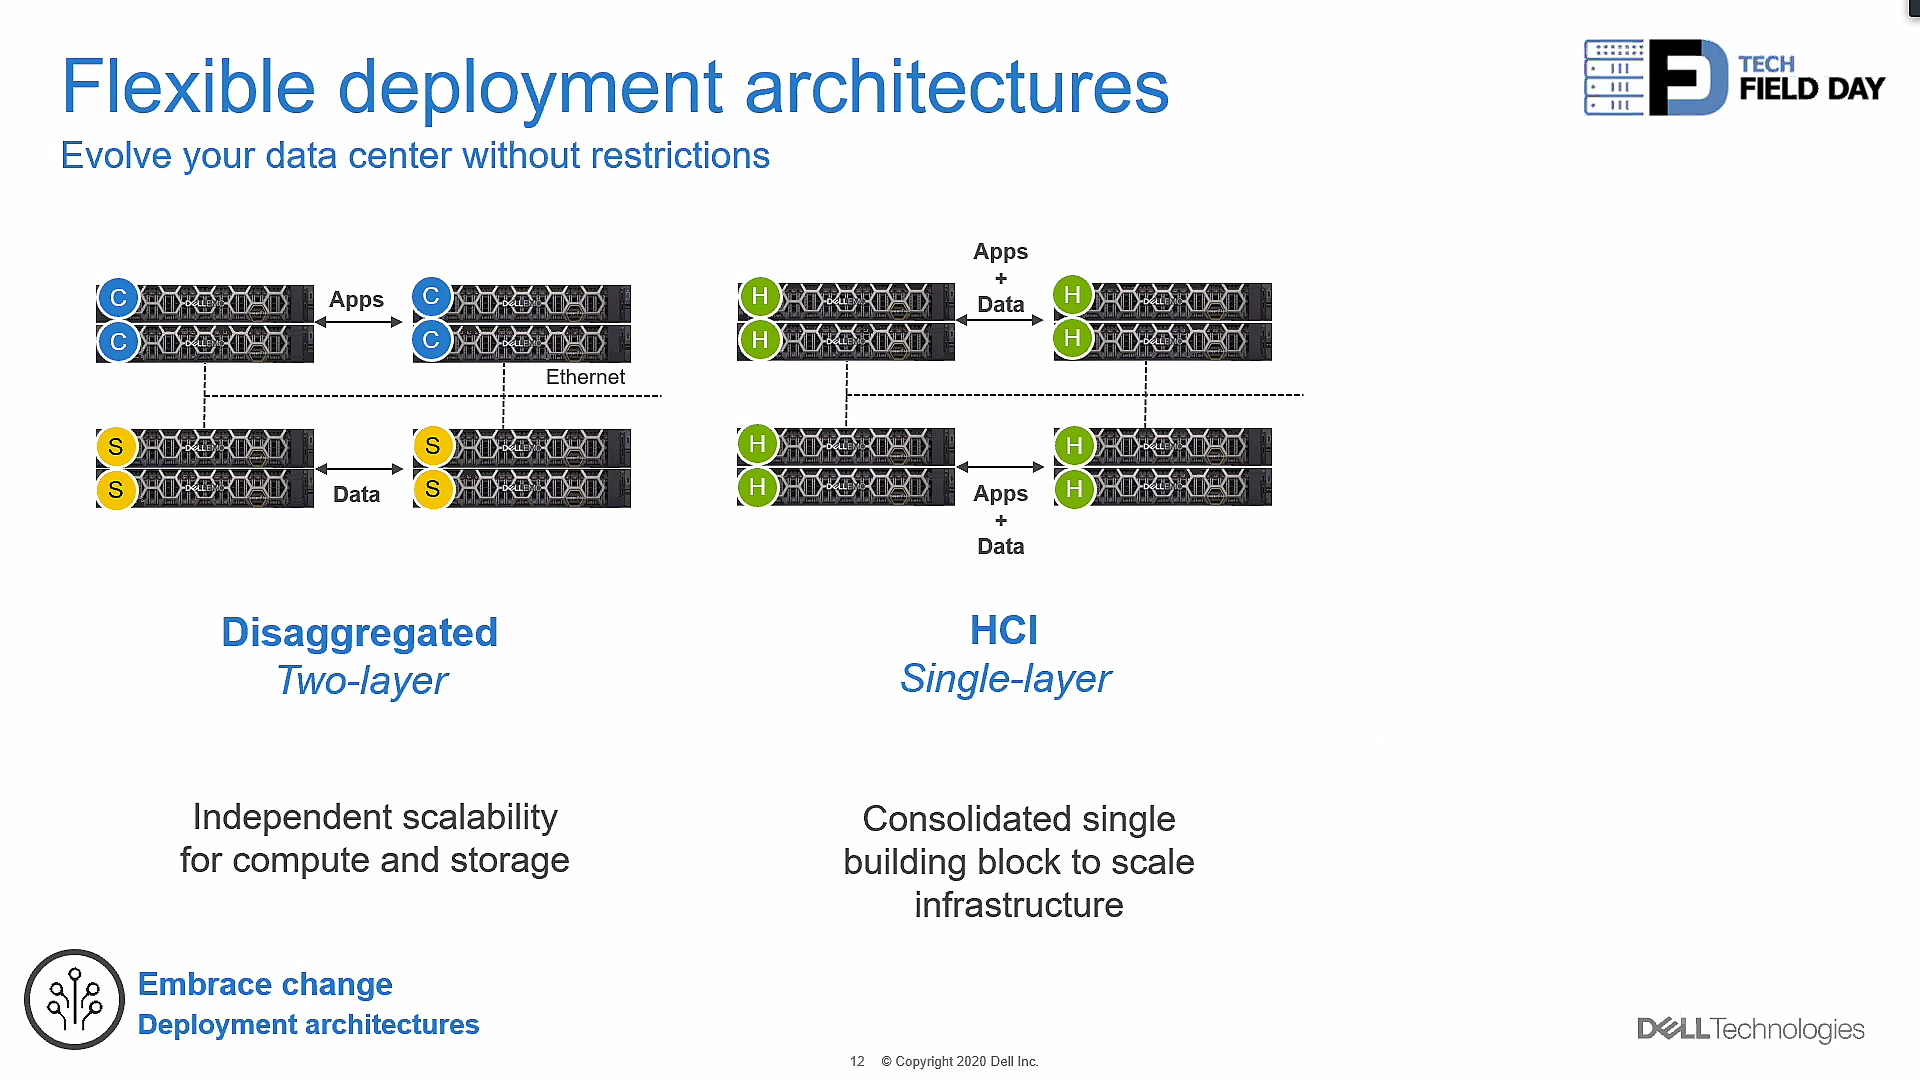 Flexible deployment architectures
Evolve your data center without restrictions
TECH
FIELD DAY
C
C
Apps
C
C
Ethernet
S
S
Data
S
S
H
H
Apps
+
Data
H
H
H
H
Apps
+
Data
H
H
Disaggregated
Two-layer
HCI
Single-layer
Independent scalability
for compute and storage
Consolidated single
building block to scale
infrastructure
Embrace change
Deployment architectures
DELL Technologies
12 © Copyright 2020 Dell Inc.